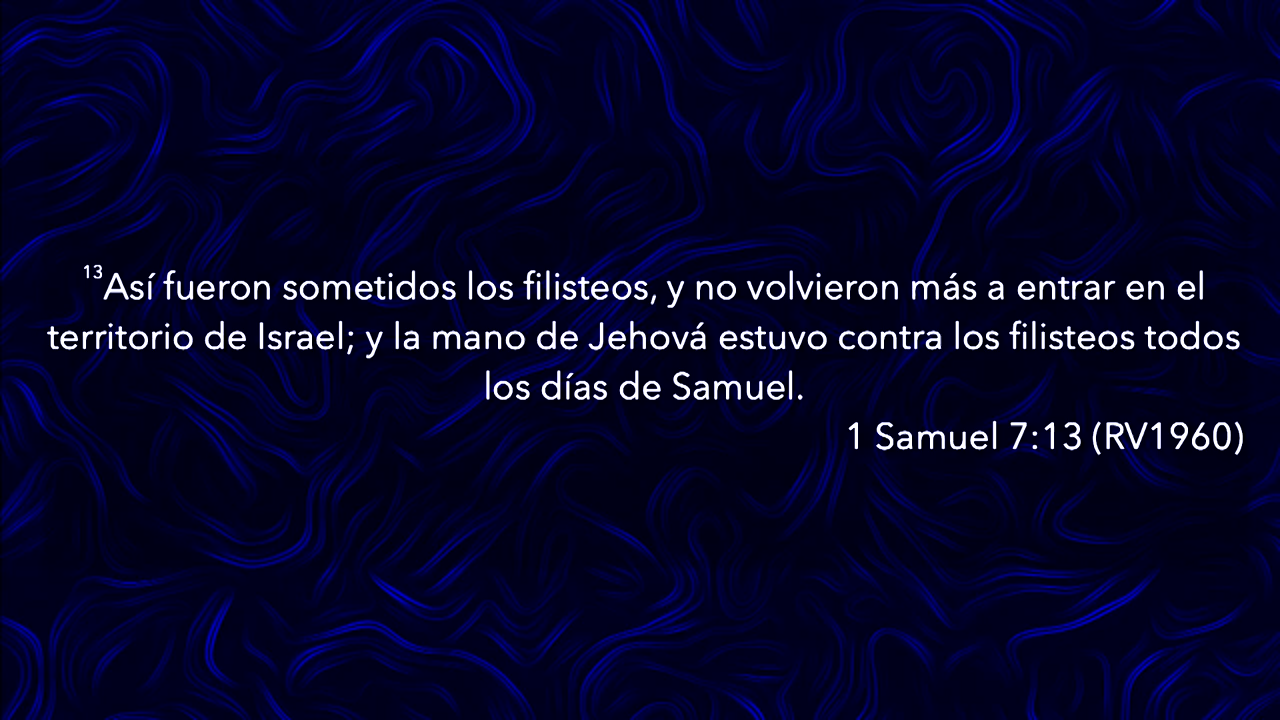 ¹³Así fueron sometidos los filisteos, y no volvieron más a entrar en el
territorio de Israel; y la mano de Jehová estuvo contra los filisteos todos
los días de Samuel.
1 Samuel 7:13 (RV1960)